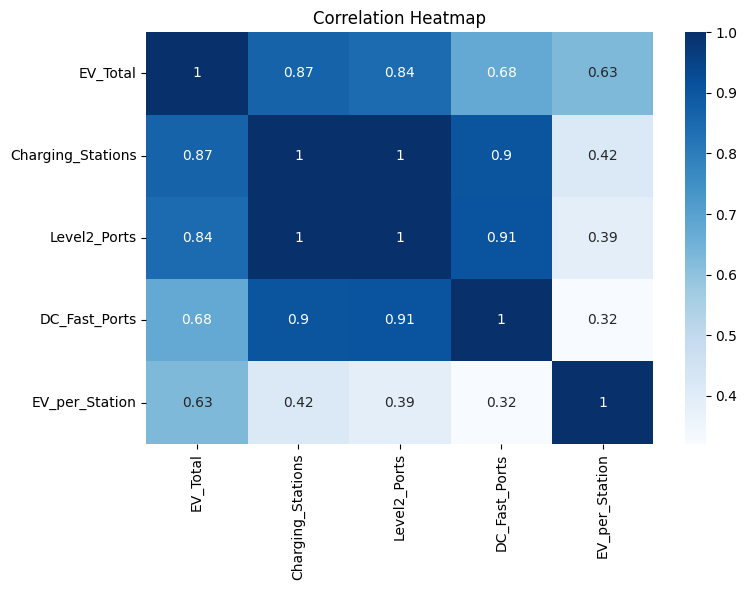 Correlation Heatmap
EV_Total 1 0.87 0.84 0.68 0.63
Charging_Stations 0.87 1 1 0.9 0.42
Level2_Ports 0.84 1 1 0.91 0.39
DC_Fast_Ports 0.68 0.9 0.91 1 0.32
EV_per_Station 0.63 0.42 0.39 0.32 1
EV_Total
Charging_Stations
Level2_Ports
DC_Fast_Ports
EV_per_Station
1.0
0.9
0.8
0.7
0.6
0.5
0.4